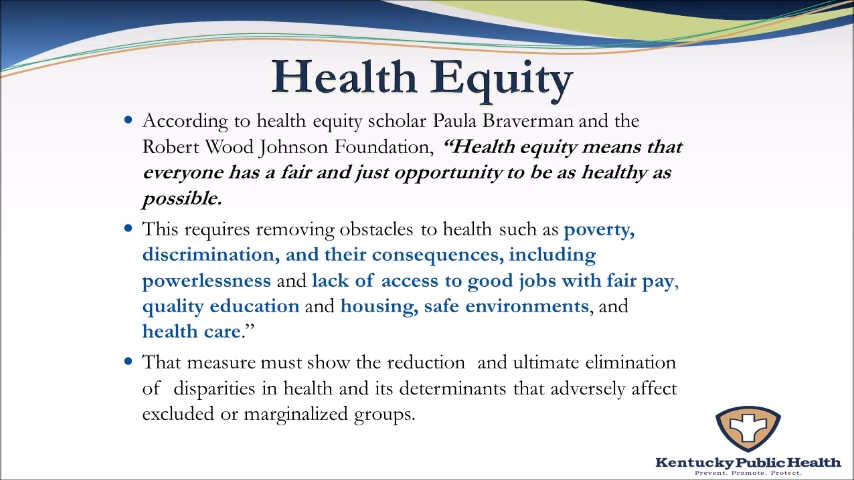 Health Equity
• According to health equity scholar Paula Braverman and the
Robert Wood Johnson Foundation, “Health equity means that
everyone has a fair and just opportunity to be as healthy as
possible.
• This requires removing obstacles to health such as poverty,
discrimination, and their consequences, including
powerlessness and lack of access to good jobs with fair pay,
quality education and housing, safe environments, and
health care.”
• That measure must show the reduction and ultimate elimination
of disparities in health and its determinants that adversely affect
excluded or marginalized groups.
Kentucky Public Health
Prevent. Promote. Protect.